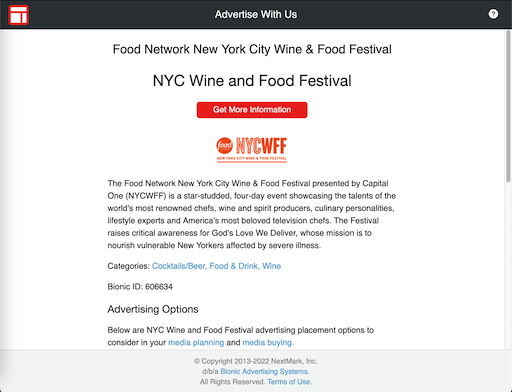 Advertise With Us
?
Food Network New York City Wine & Food Festival
NYC Wine and Food Festival
Get More Information
food NYCWFF
NEW YORK CITY WINE & FOOD FESTIVAL
The Food Network New York City Wine & Food Festival presented by Capital
One (NYCWFF) is a star-studded, four-day event showcasing the talents of the
world's most renowned chefs, wine and spirit producers, culinary personalities,
lifestyle experts and America's most beloved television chefs. The Festival
raises critical awareness for God's Love We Deliver, whose mission is to
nourish vulnerable New Yorkers affected by severe illness.
Categories: Cocktails/Beer, Food & Drink, Wine
Bionic ID: 606634
Advertising Options
Below are NYC Wine and Food Festival advertising placement options to
consider in your media planning and media buying.
© Copyright 2013-2022 NextMark, Inc.
d/b/a Bionic Advertising Systems.
All Rights Reserved. Terms of Use.